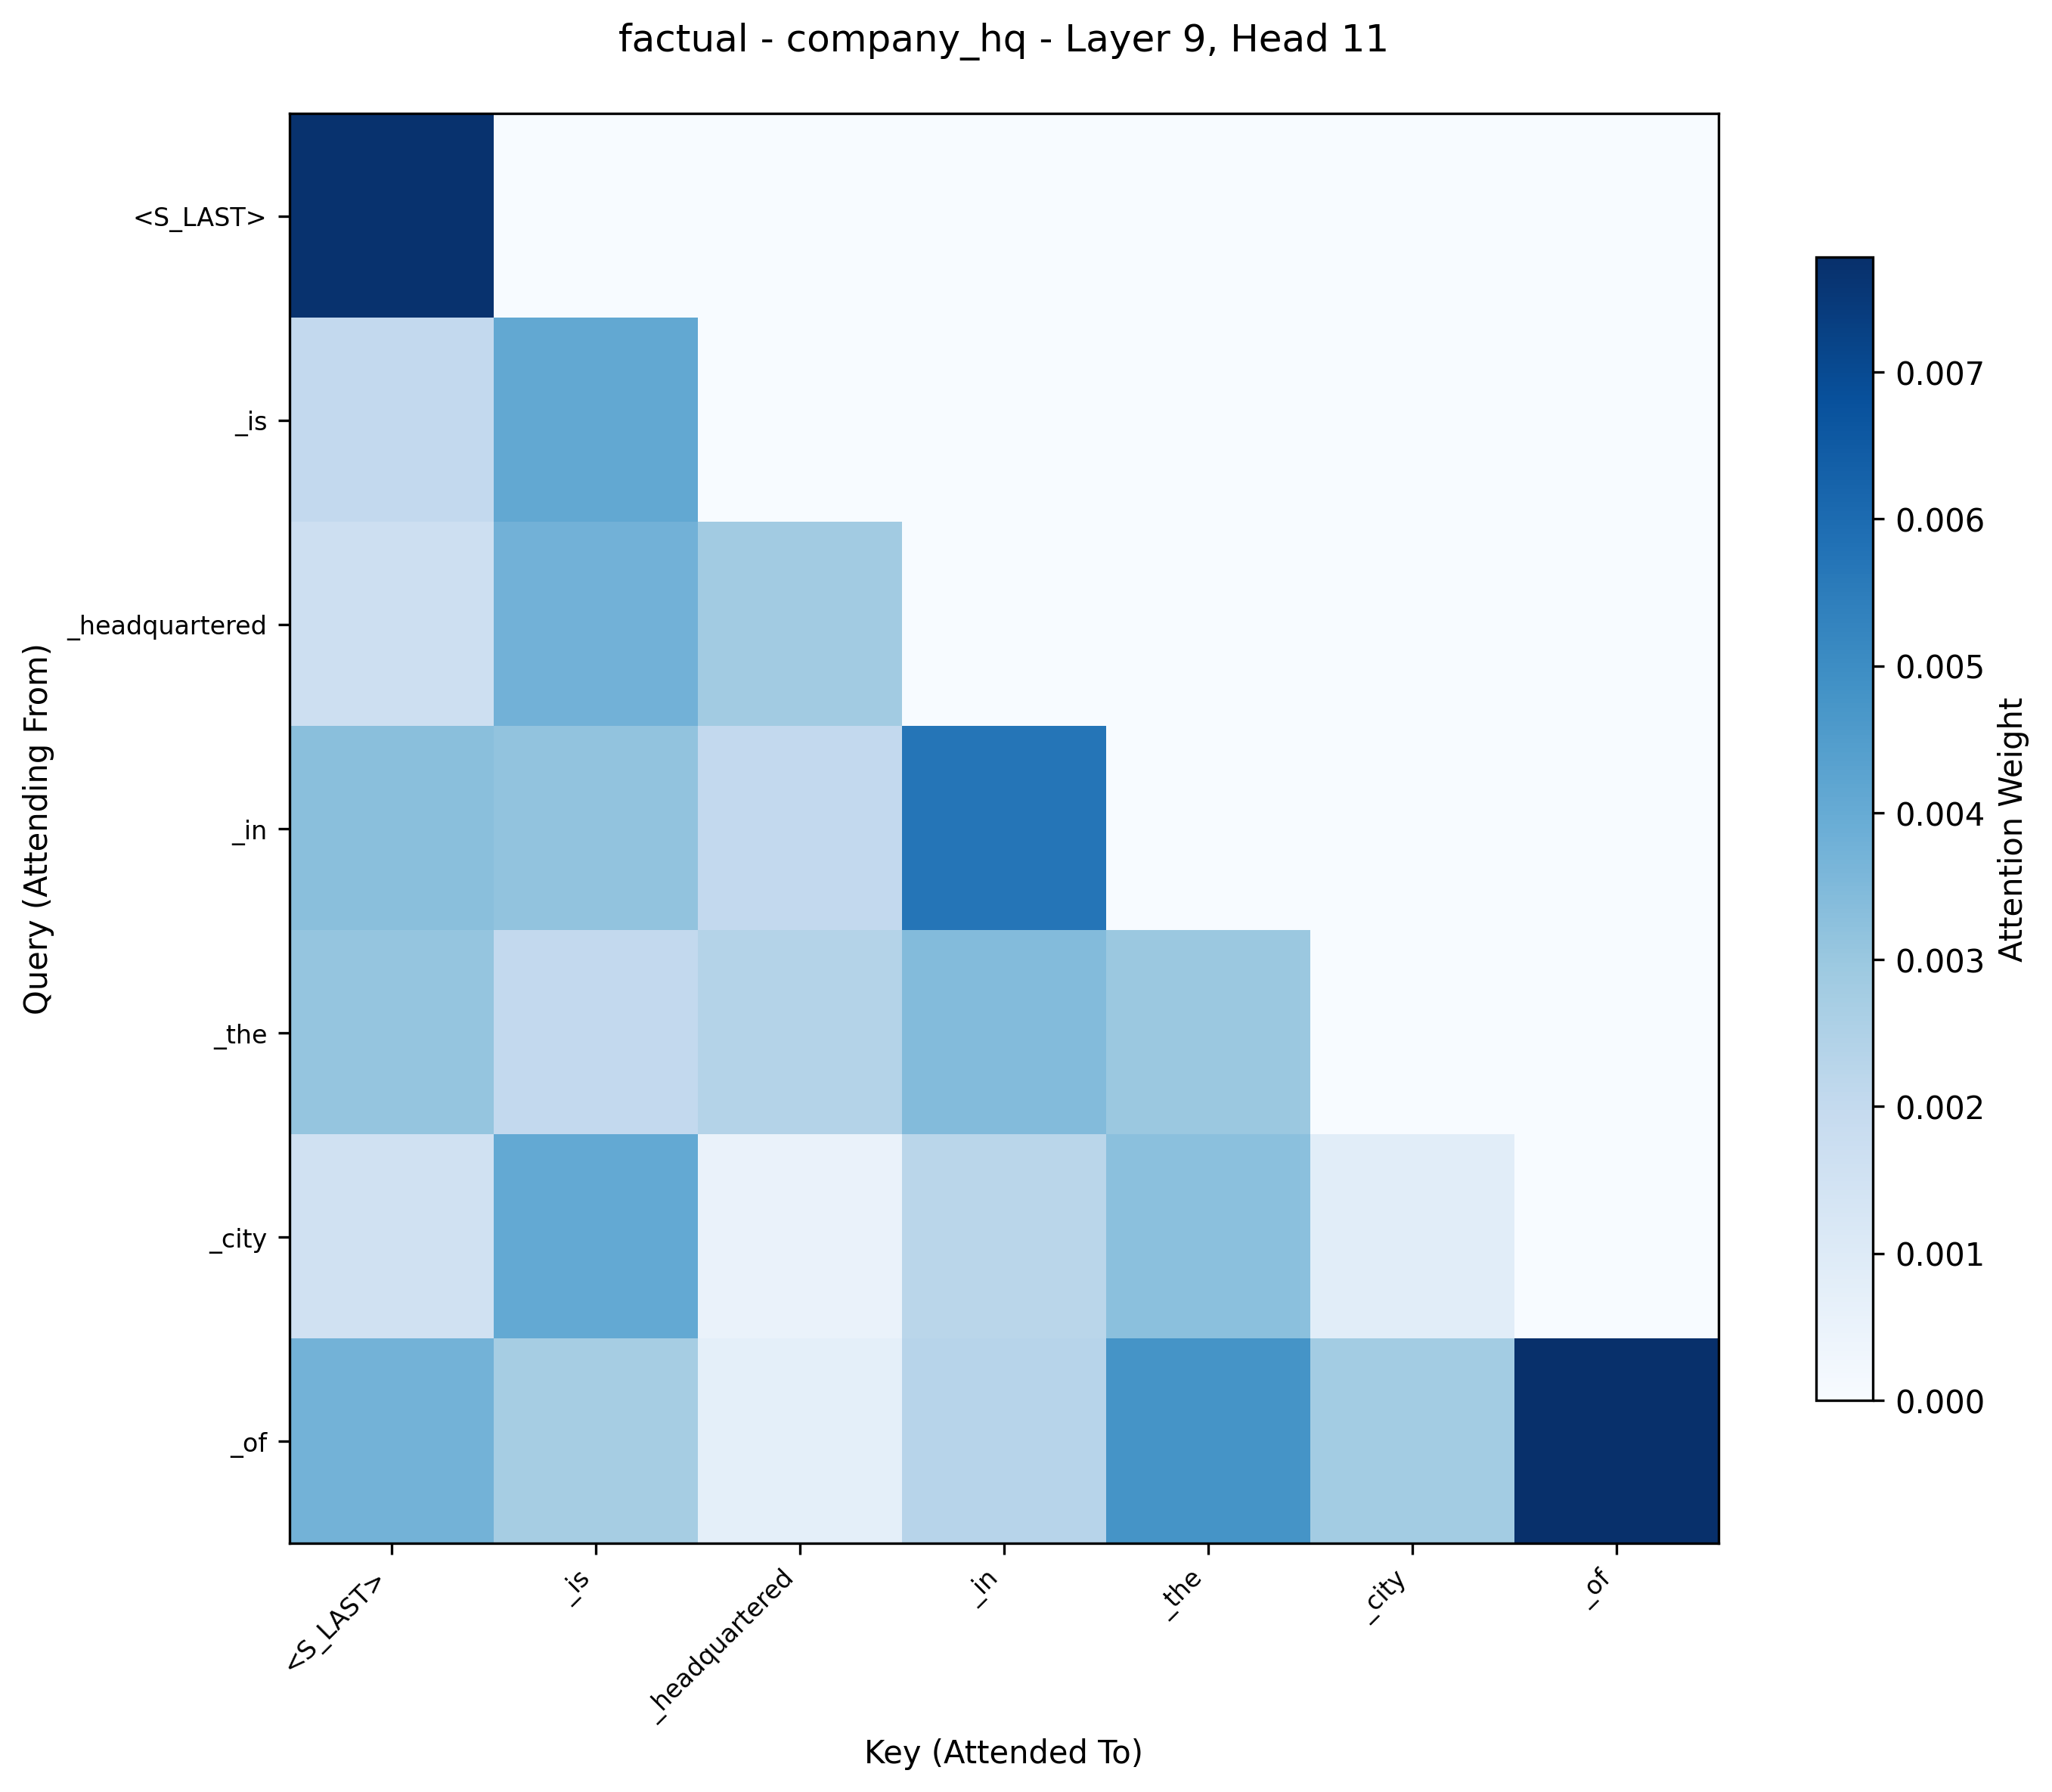 factual - company_hq - Layer 9, Head 11
Query (Attending From)
<S_LAST>
_is
_headquartered
_in
_the
_city
_of
<S_LAST>
_is
_headquartered
_in
_the
_city
_of
Key (Attended To)
0.007
0.006
0.005
0.004
0.003
0.002
0.001
0.000
Attention Weight